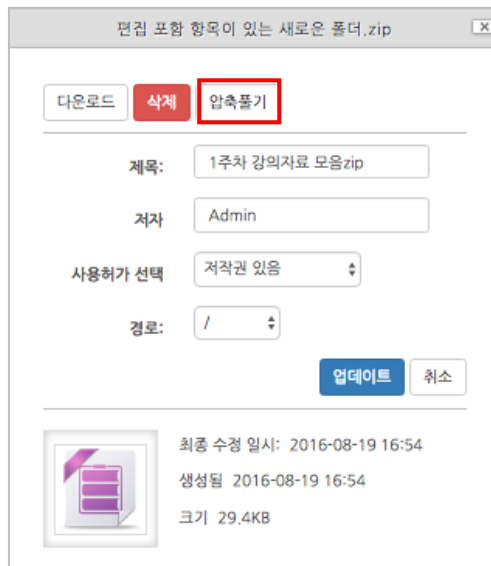 편집 포함 항목이 있는 새로운 폴더.zip
다운로드 삭제 압축풀기
제목: 1주차 강의자료 모음zip
저자 Admin
사용허가 선택 저작권 있음
경로: /
업데이트 취소
최종 수정 일시: 2016-08-19 16:54
생성됨 2016-08-19 16:54
크기 29.4KB